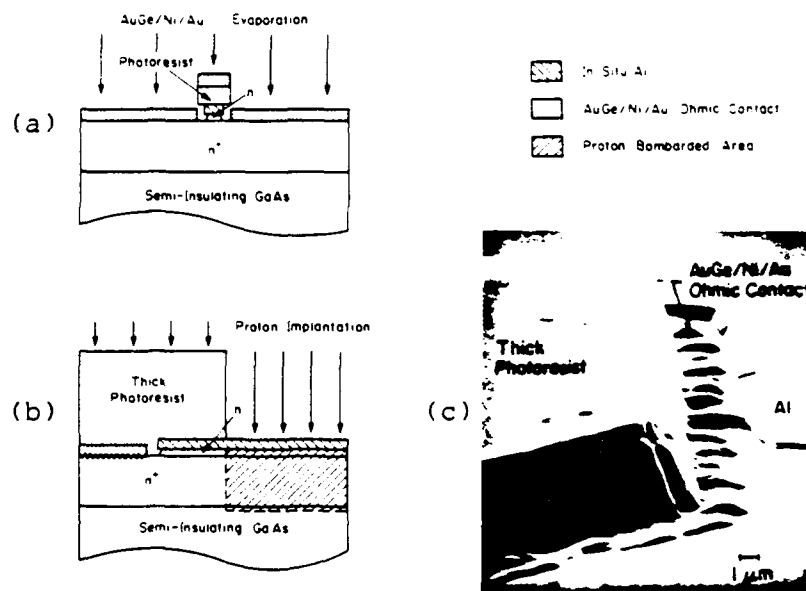 AuGe/Ni/Au Evaporation
Photoresist
n
(a)
n+
Semi-Insulating GaAs
In Situ Al
AuGe/Ni/Au Ohmic Contact
Proton Bombarded Area
Proton Implantation
Thick
Photoresist
n
(b)
n+
Semi-Insulating GaAs
(c)
AuGe/Ni/Au
Ohmic Contact
Thick
Photoresist
Al
1 μm